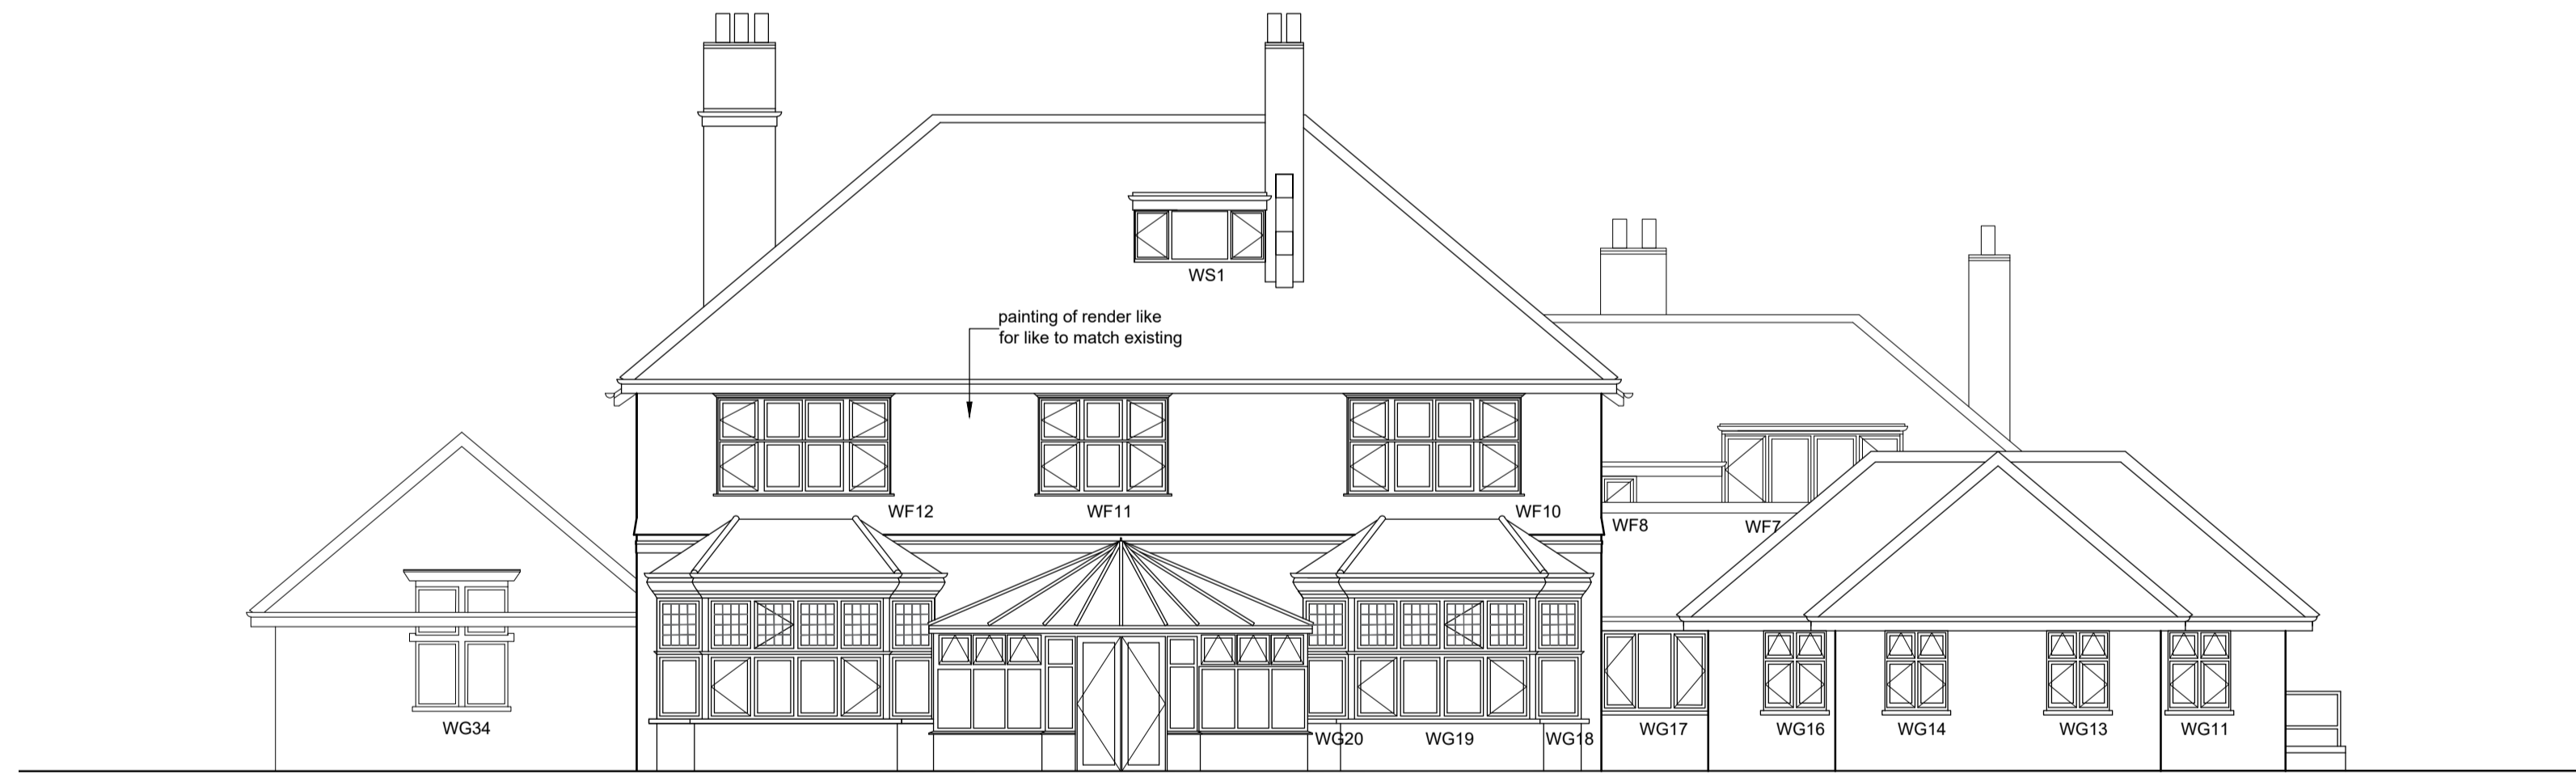 WS1
painting of render like
for like to match existing
WF12
WF11
WF10
WF8
WF7
WG34
WG20
WG19
WG18
WG17
WG16
WG14
WG13
WG11